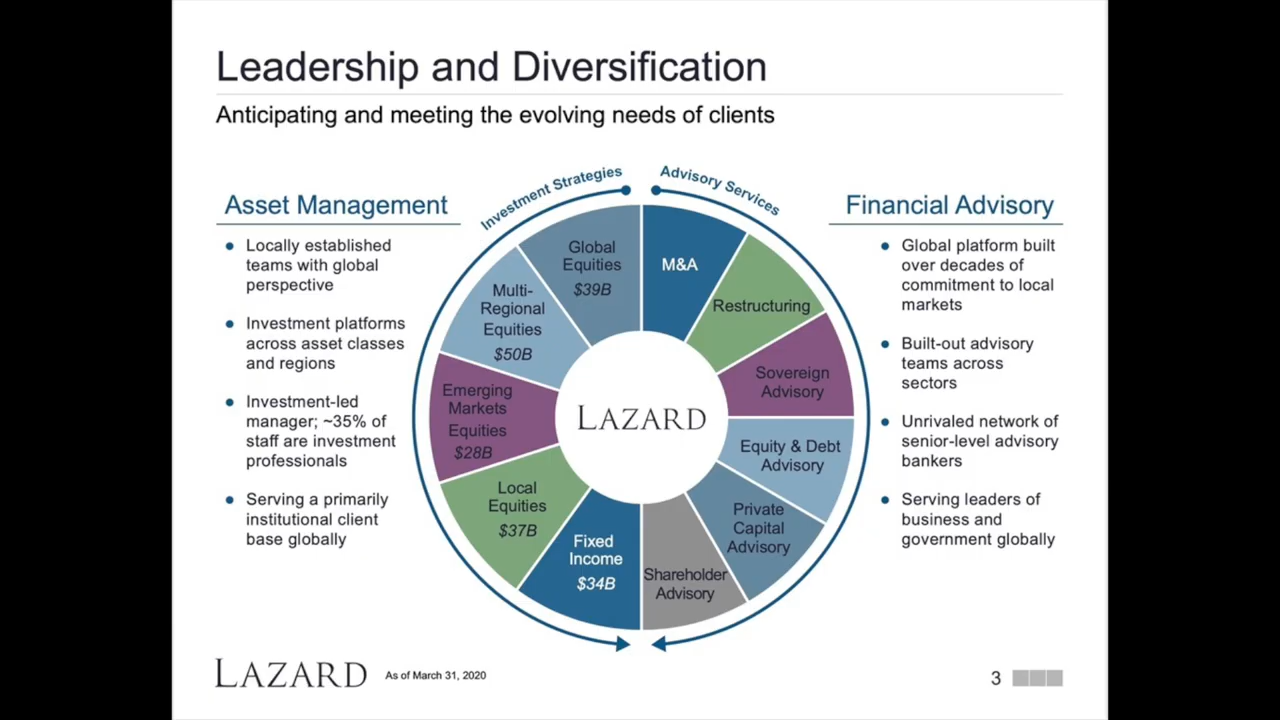 Leadership and Diversification
Anticipating and meeting the evolving needs of clients
Asset Management
• Locally established
teams with global
perspective
• Investment platforms
across asset classes
and regions
• Investment-led
manager; ~35% of
staff are investment
professionals
• Serving a primarily
institutional client
base globally
Investment Strategies
Advisory Services
Global
Equities
$39B
Multi-
Regional
Equities
$50B
Emerging
Markets
Equities
$28B
Local
Equities
$37B
Fixed
Income
$34B
M&A
Restructuring
Sovereign
Advisory
Equity & Debt
Advisory
Private
Capital
Advisory
Shareholder
Advisory
LAZARD
Financial Advisory
• Global platform built
over decades of
commitment to local
markets
• Built-out advisory
teams across
sectors
• Unrivaled network of
senior-level advisory
bankers
• Serving leaders of
business and
government globally
LAZARD
As of March 31, 2020
3